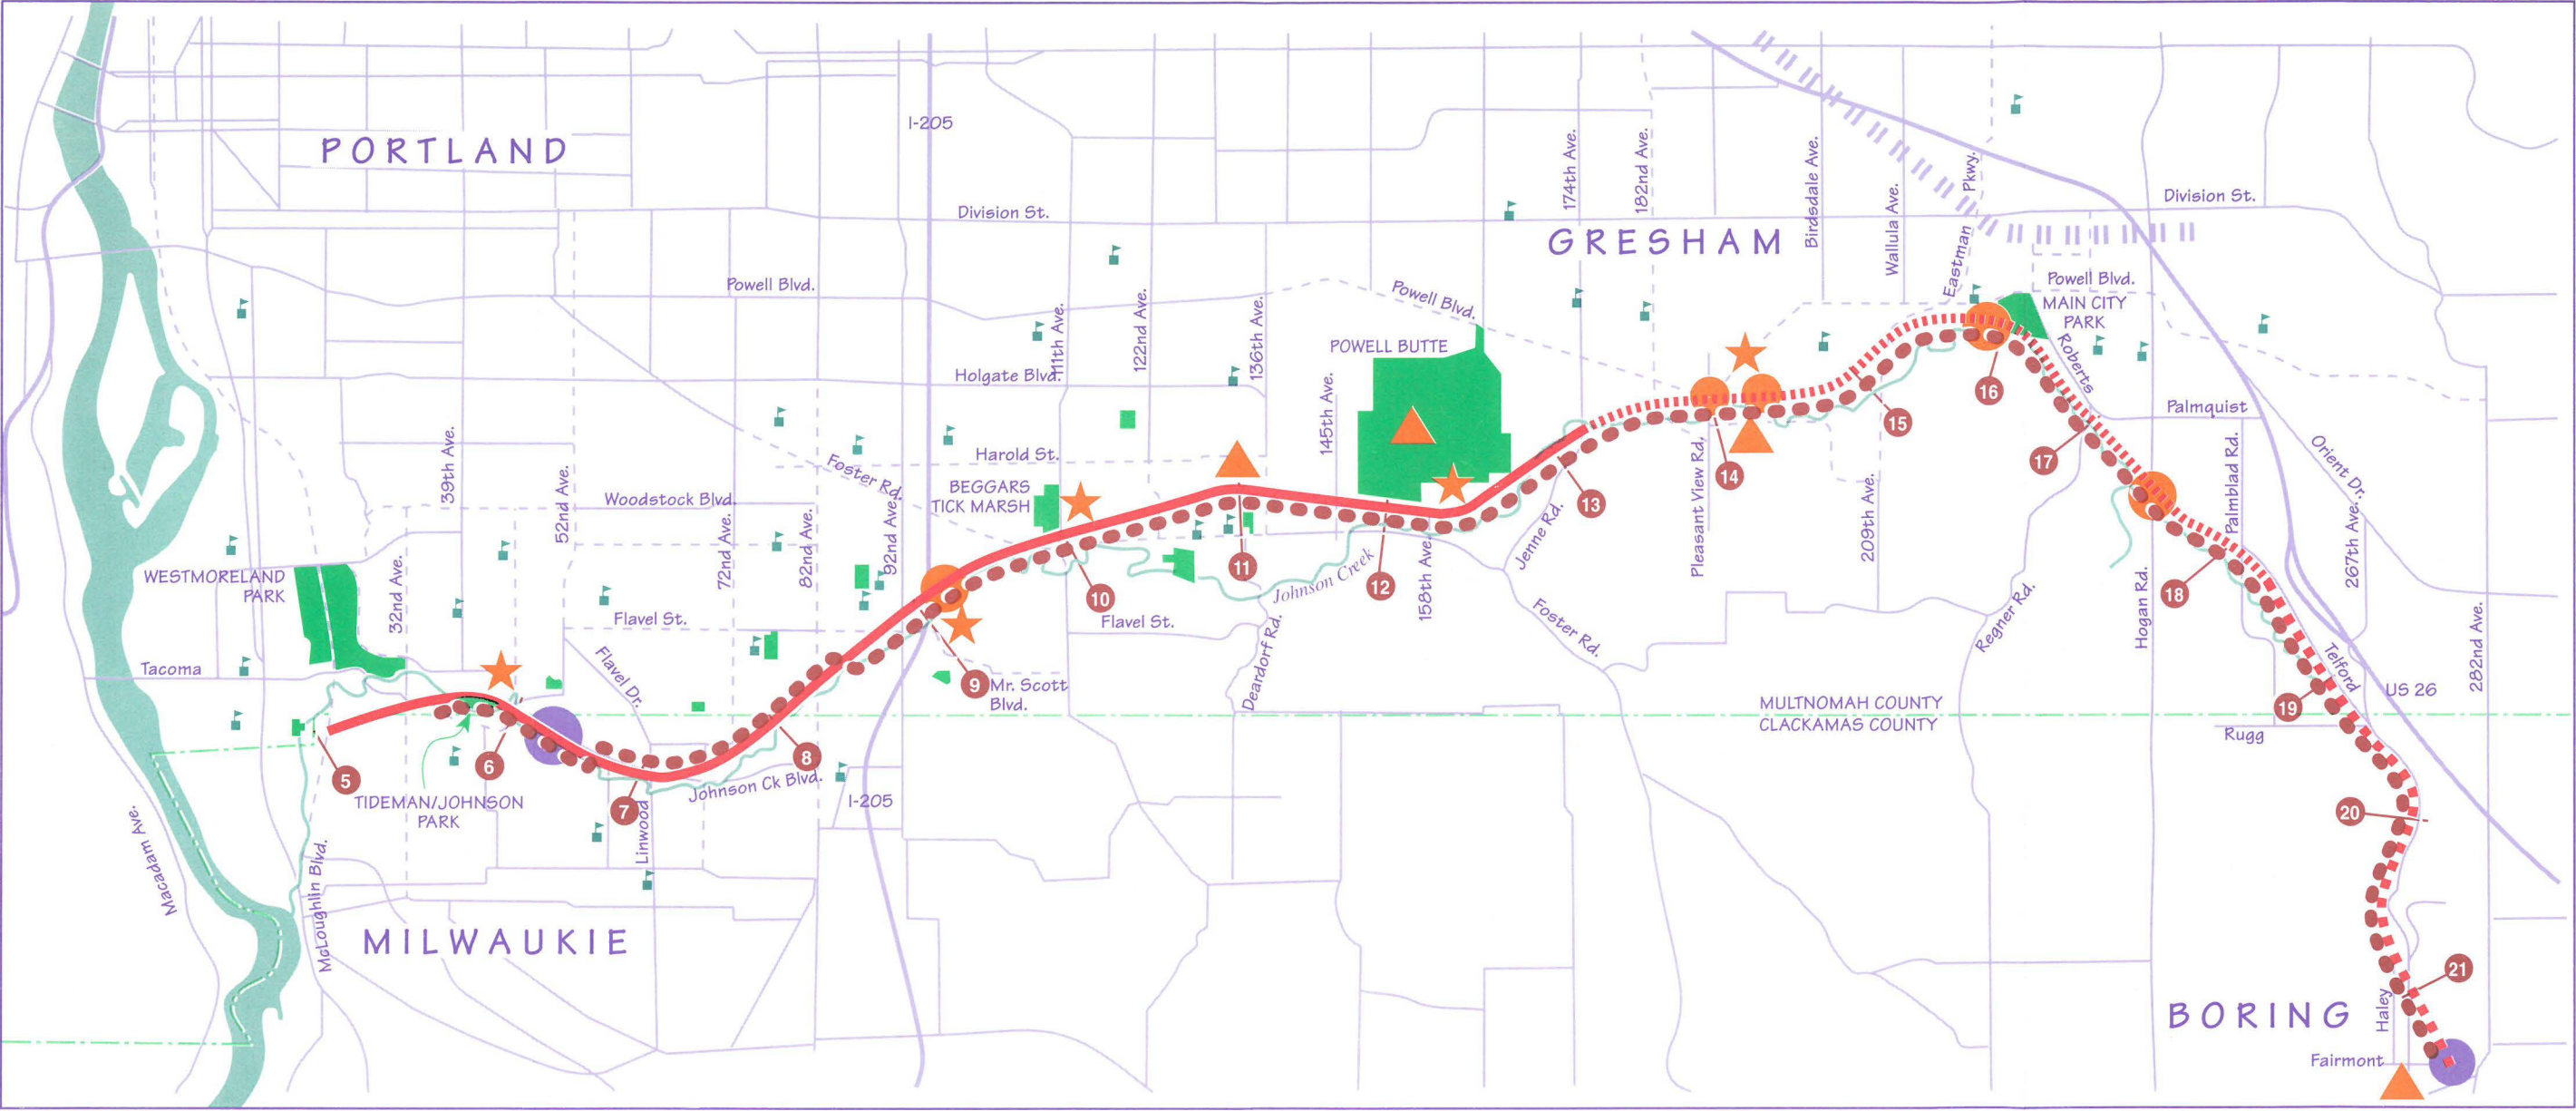 PORTLAND
I-205
Division St.
174th Ave.
182nd Ave.
Birdsdale Ave.
Wallula Ave.
Eastman Pkwy.
Division St.
GRESHAM
Powell Blvd.
Powell Blvd.
Powell Blvd.
MAIN CITY
PARK
Roberts
111th Ave.
122nd Ave.
136th Ave.
POWELL BUTTE
Holgate Blvd.
145th Ave.
16
15
Palmquist
39th Ave.
52nd Ave.
Harold St.
Foster Rd.
Woodstock Blvd.
72nd Ave.
82nd Ave.
92nd Ave.
BEGGARS
TICK MARSH
14
13
17
Pleasant View Rd.
209th Ave.
Palmblad Rd.
Orient Dr.
267th Ave.
Jenne Rd.
WESTMORELAND
PARK
32nd Ave.
11
12
10
Johnson Creek
158th Ave.
18
Hogan Rd.
Regner Rd.
Flavel St.
Flavel St.
Foster Rd.
Deardorf Rd.
282nd Ave.
Tacoma
Flavel Dr.
9
Mr. Scott
Blvd.
Telford
US 26
MULTNOMAH COUNTY
CLACKAMAS COUNTY
19
Rugg
5
6
8
7
Johnson Ck Blvd.
TIDEMAN/JOHNSON
PARK
Linwood
I-205
20
Macadam Ave.
McLoughlin Blvd.
MILWAUKIE
21
BORING
Haley
Fairmont